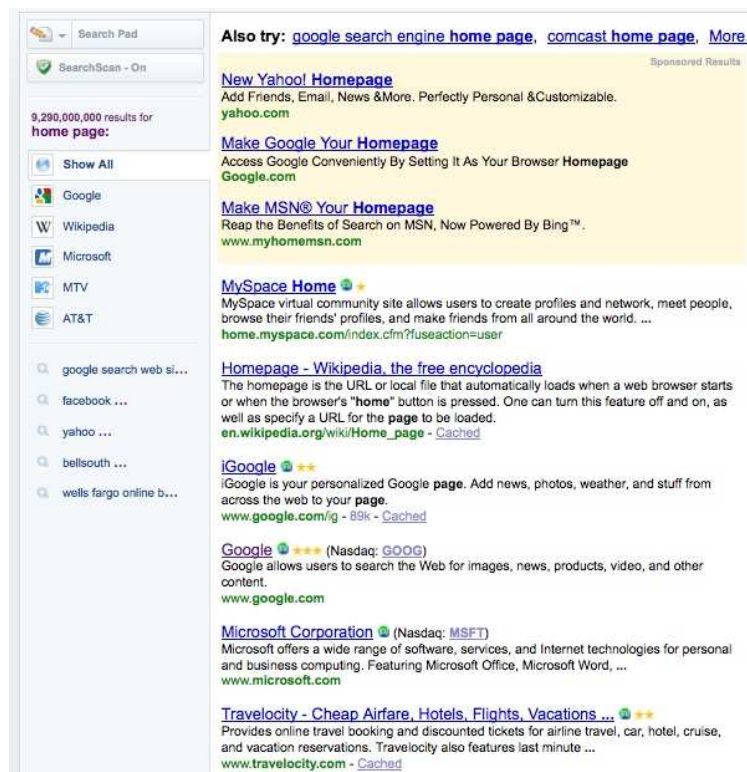 Search Pad
SearchScan - On
9,290,000,000 results for
home page:
Show All
Google
Wikipedia
Microsoft
MTV
AT&T
google search web si...
facebook ...
yahoo ...
bellsouth ...
wells fargo online b...
Also try: google search engine home page, comcast home page, More.
Sponsored Results
New Yahoo! Homepage
Add Friends, Email, News &More. Perfectly Personal &Customizable.
yahoo.com
Make Google Your Homepage
Access Google Conveniently By Setting It As Your Browser Homepage
Google.com
Make MSN® Your Homepage
Reap the Benefits of Search on MSN, Now Powered By Bing™.
www.myhomemsn.com
MySpace Home
MySpace virtual community site allows users to create profiles and network, meet people,
browse their friends' profiles, and make friends from all around the world. ...
home.myspace.com/index.cfm?fuseaction=user
Homepage - Wikipedia, the free encyclopedia
The homepage is the URL or local file that automatically loads when a web browser starts
or when the browser's "home" button is pressed. One can turn this feature off and on, as
well as specify a URL for the page to be loaded.
en.wikipedia.org/wiki/Home_page - Cached
iGoogle
iGoogle is your personalized Google page. Add news, photos, weather, and stuff from
across the web to your page.
www.google.com/ig - 89k - Cached
Google (Nasdaq: GOOG)
Google allows users to search the Web for images, news, products, video, and other
content.
www.google.com
Microsoft Corporation (Nasdaq: MSFT)
Microsoft offers a wide range of software, services, and Internet technologies for personal
and business computing. Featuring Microsoft Office, Microsoft Word, ...
www.microsoft.com
Travelocity - Cheap Airfare, Hotels, Flights, Vacations ...
Provides online travel booking and discounted tickets for airline travel, car, hotel, cruise,
and vacation reservations. Travelocity also features last minute ...
www.travelocity.com - Cached